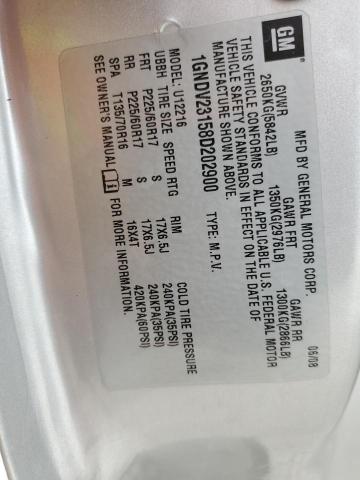 GM
MFD BY GENERAL MOTORS CORP. 06/08
GVWR GAWR FRT GAWR RR
2650KG(5842LB) 1350KG(2976LB) 1300KG(2866LB)
THIS VEHICLE CONFORMS TO ALL APPLICABLE U.S. FEDERAL MOTOR
VEHICLE SAFETY STANDARDS IN EFFECT ON THE DATE OF
MANUFACTURE SHOWN ABOVE.
1GNDV23158D202900 TYPE: M.P.V.
MODEL: U12216
UBBH TIRE SIZE SPEED RTG RIM COLD TIRE PRESSURE
FRT P225/60R17 S 17X6.5J 240KPA(35PSI)
RR P225/60R17 S 17X6.5J 240KPA(35PSI)
SPA T135/70R16 M 16X4T 420KPA(60PSI)
SEE OWNER'S MANUAL i FOR MORE INFORMATION.